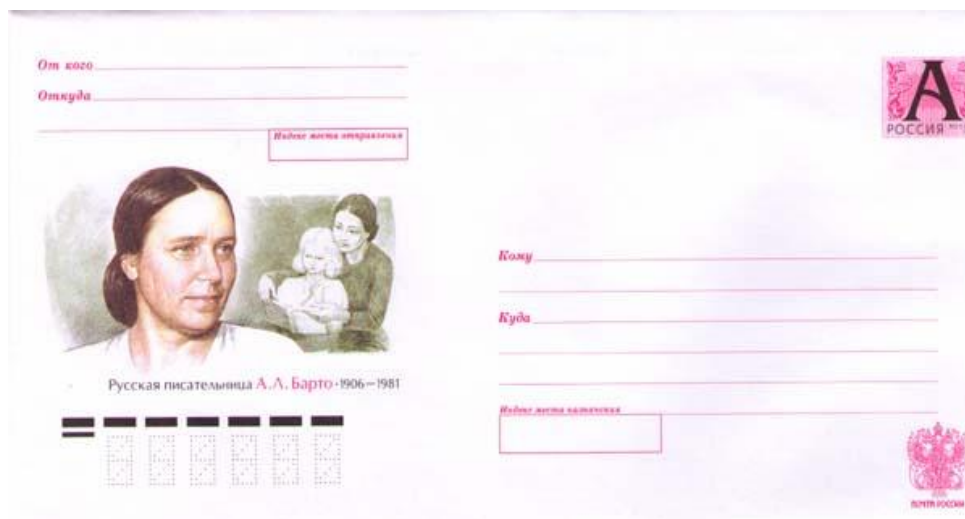 От кого
Откуда
Индекс места отправления
А
РОССИЯ
Кому
Куда
Индекс места назначения
Русская писательница А.Л.Барто · 1906–1981
ПОЧТА РОССИИ